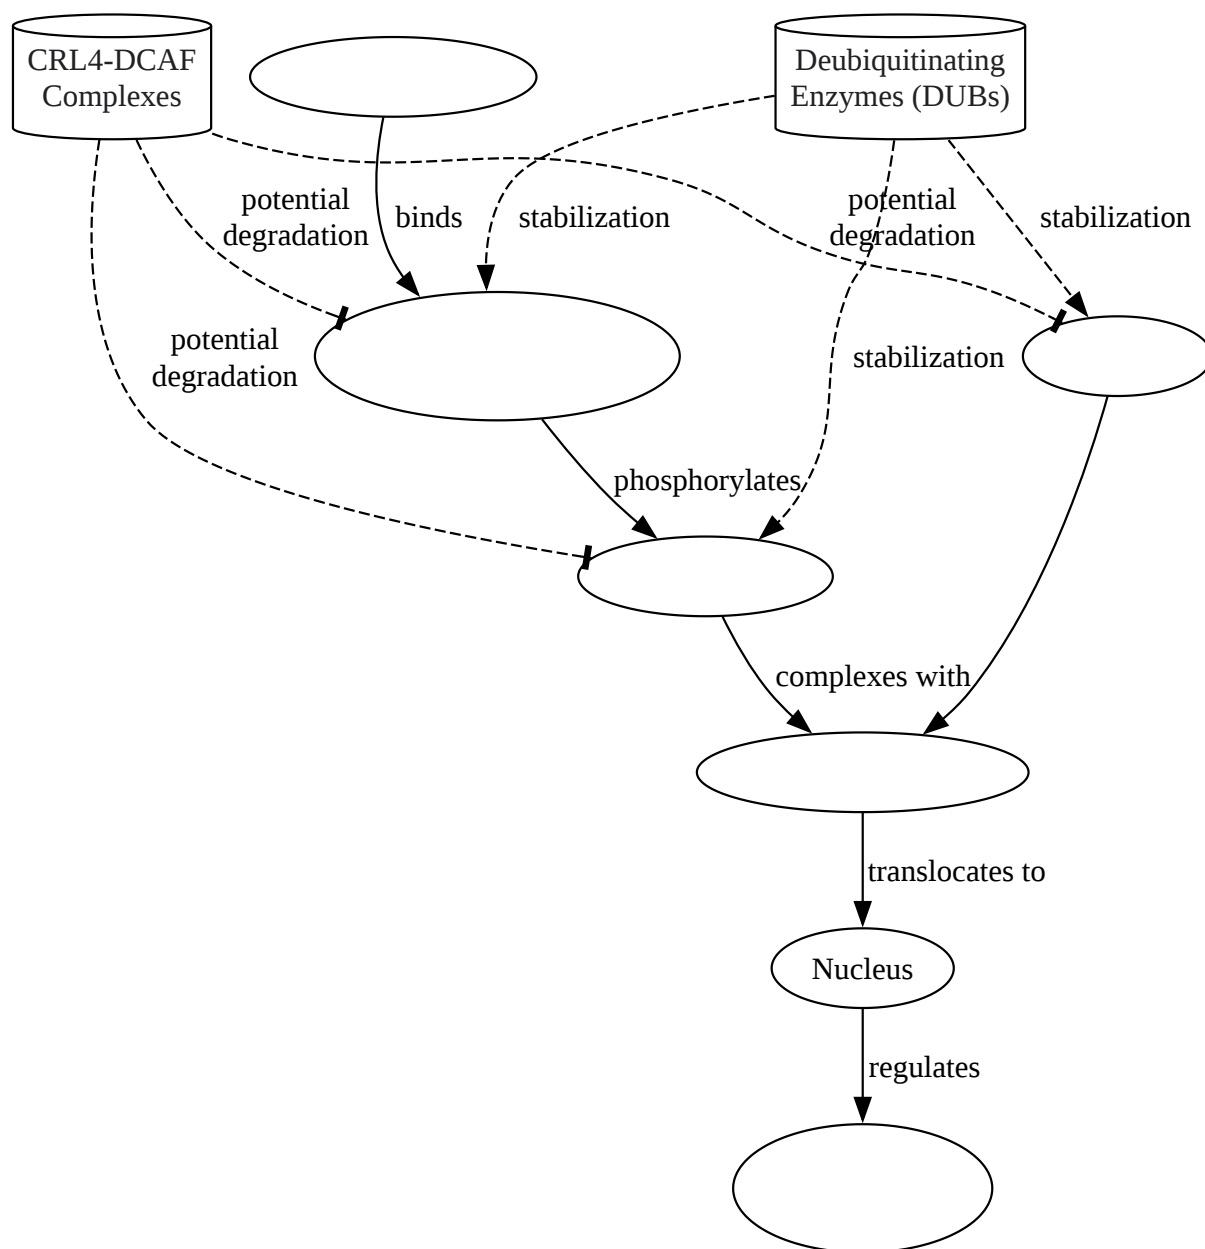 CRL4-DCAF
Complexes
Deubiquitinating
Enzymes (DUBs)
potential
degradation
binds
stabilization
potential
degradation
stabilization
potential
degradation
stabilization
phosphorylates
complexes with
translocates to
Nucleus
regulates